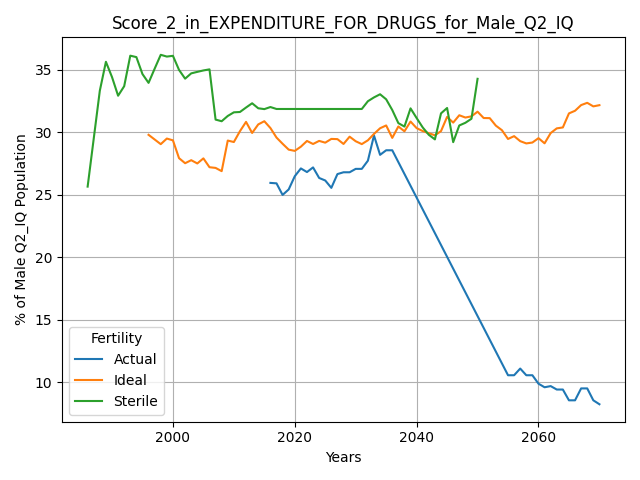 Score_2_in_EXPENDITURE_FOR_DRUGS_for_Male_Q2_IQ
% of Male Q2_IQ Population
35
30
25
20
15
10
Fertility
Actual
Ideal
Sterile
2000
2020
2040
2060
Years